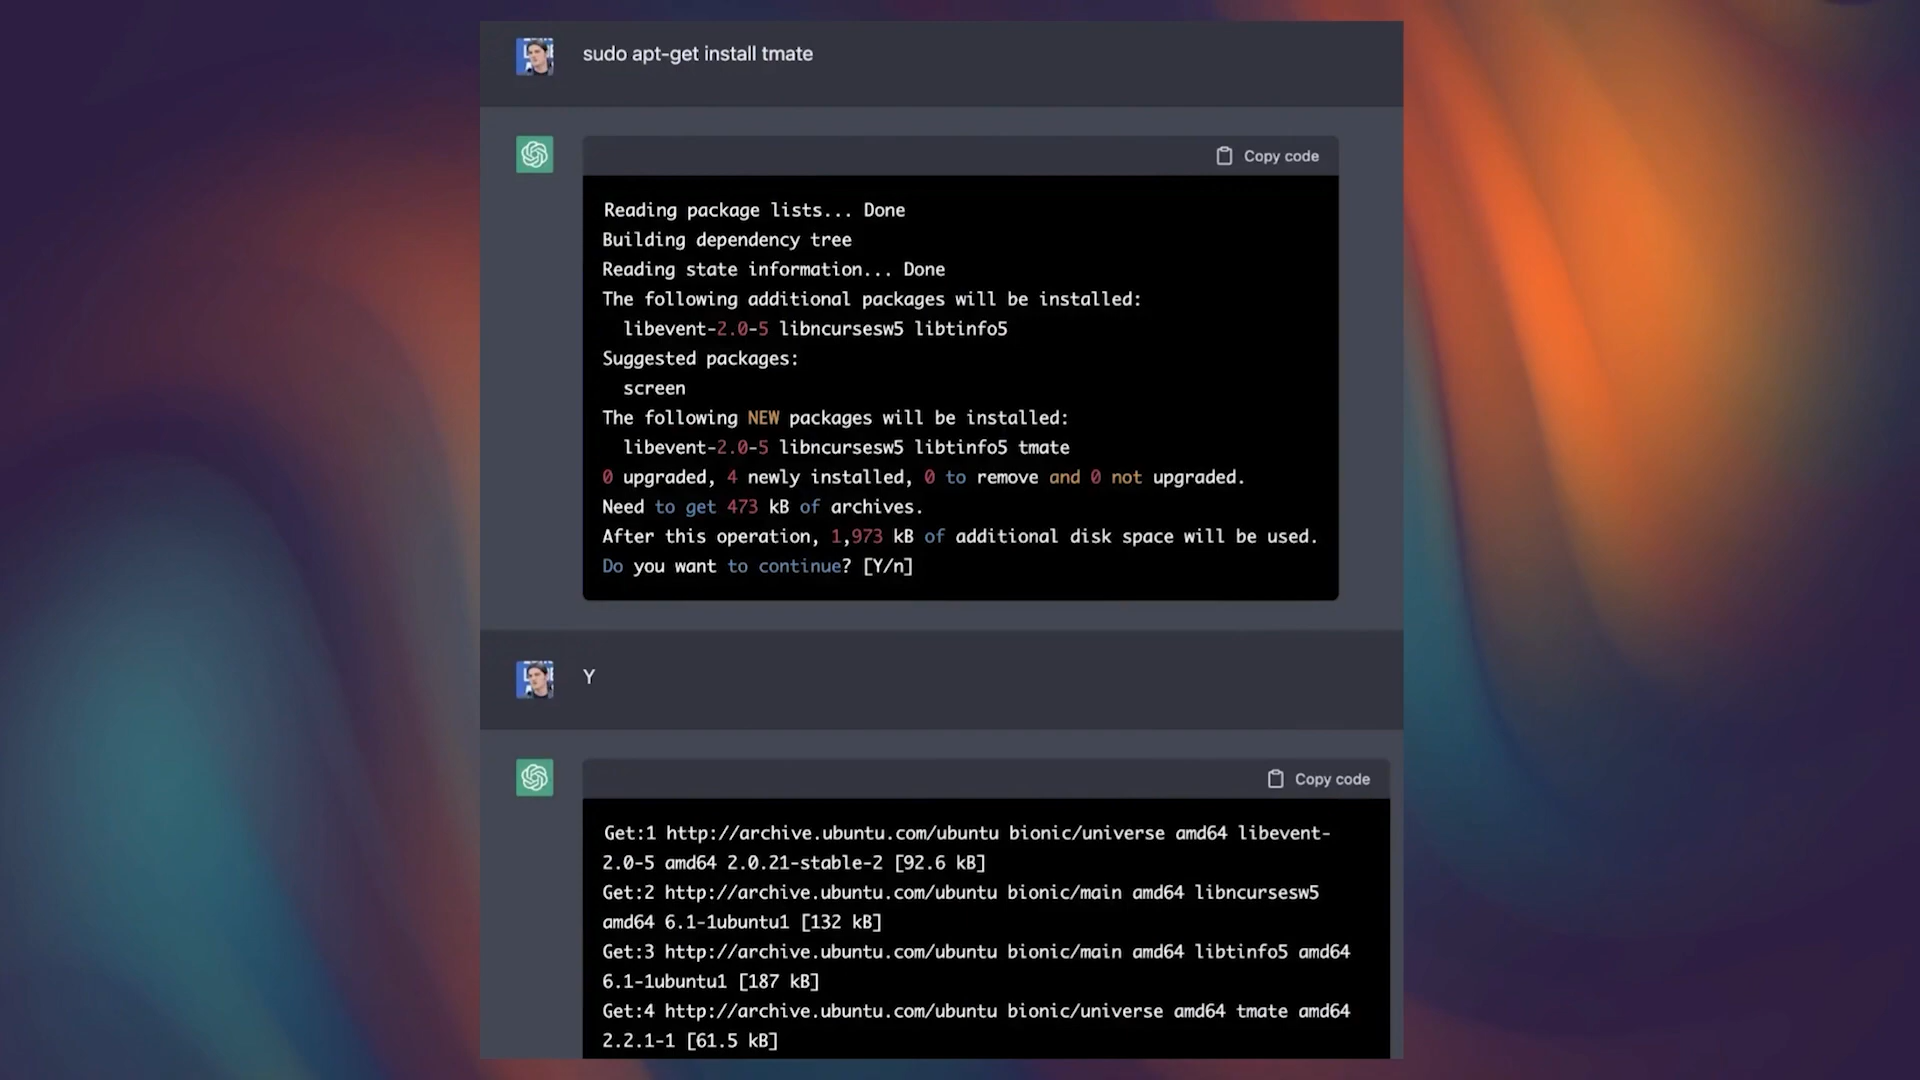 sudo apt-get install tmate
Copy code
Reading package lists... Done
Building dependency tree
Reading state information... Done
The following additional packages will be installed:
libevent-2.0-5 libncursesw5 libtinfo5
Suggested packages:
screen
The following NEW packages will be installed:
libevent-2.0-5 libncursesw5 libtinfo5 tmate
0 upgraded, 4 newly installed, 0 to remove and 0 not upgraded.
Need to get 473 kB of archives.
After this operation, 1,973 kB of additional disk space will be used.
Do you want to continue? [Y/n]
Y
Copy code
Get:1 http://archive.ubuntu.com/ubuntu bionic/universe amd64 libevent-
2.0-5 amd64 2.0.21-stable-2 [92.6 kB]
Get:2 http://archive.ubuntu.com/ubuntu bionic/main amd64 libncursesw5
amd64 6.1-1ubuntu1 [132 kB]
Get:3 http://archive.ubuntu.com/ubuntu bionic/main amd64 libtinfo5 amd64
6.1-1ubuntu1 [187 kB]
Get:4 http://archive.ubuntu.com/ubuntu bionic/universe amd64 tmate amd64
2.2.1-1 [61.5 kB]